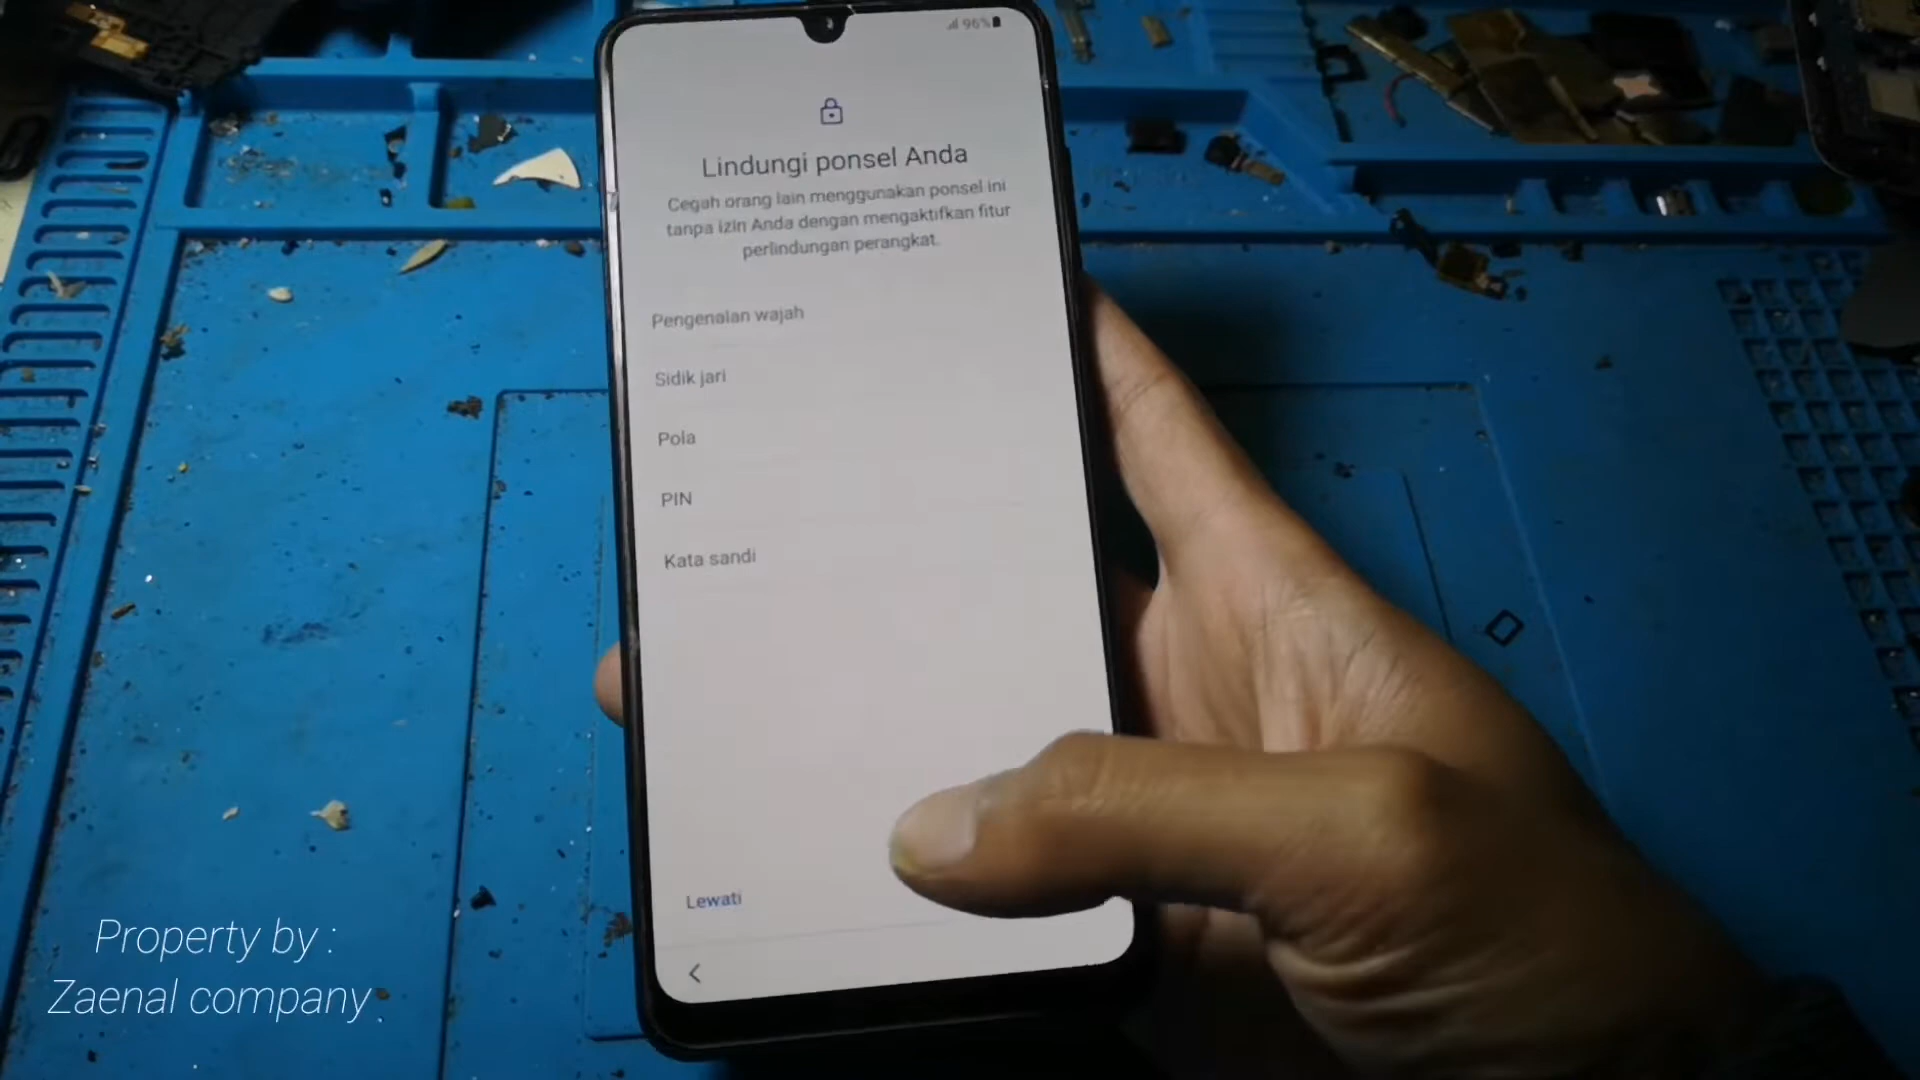 96%
Lindungi ponsel Anda
Cegah orang lain menggunakan ponsel ini
tanpa izin Anda dengan mengaktifkan fitur
perlindungan perangkat.
Pengenalan wajah
Sidik jari
Pola
PIN
Kata sandi
Lewati
Property by :
Zaenal company